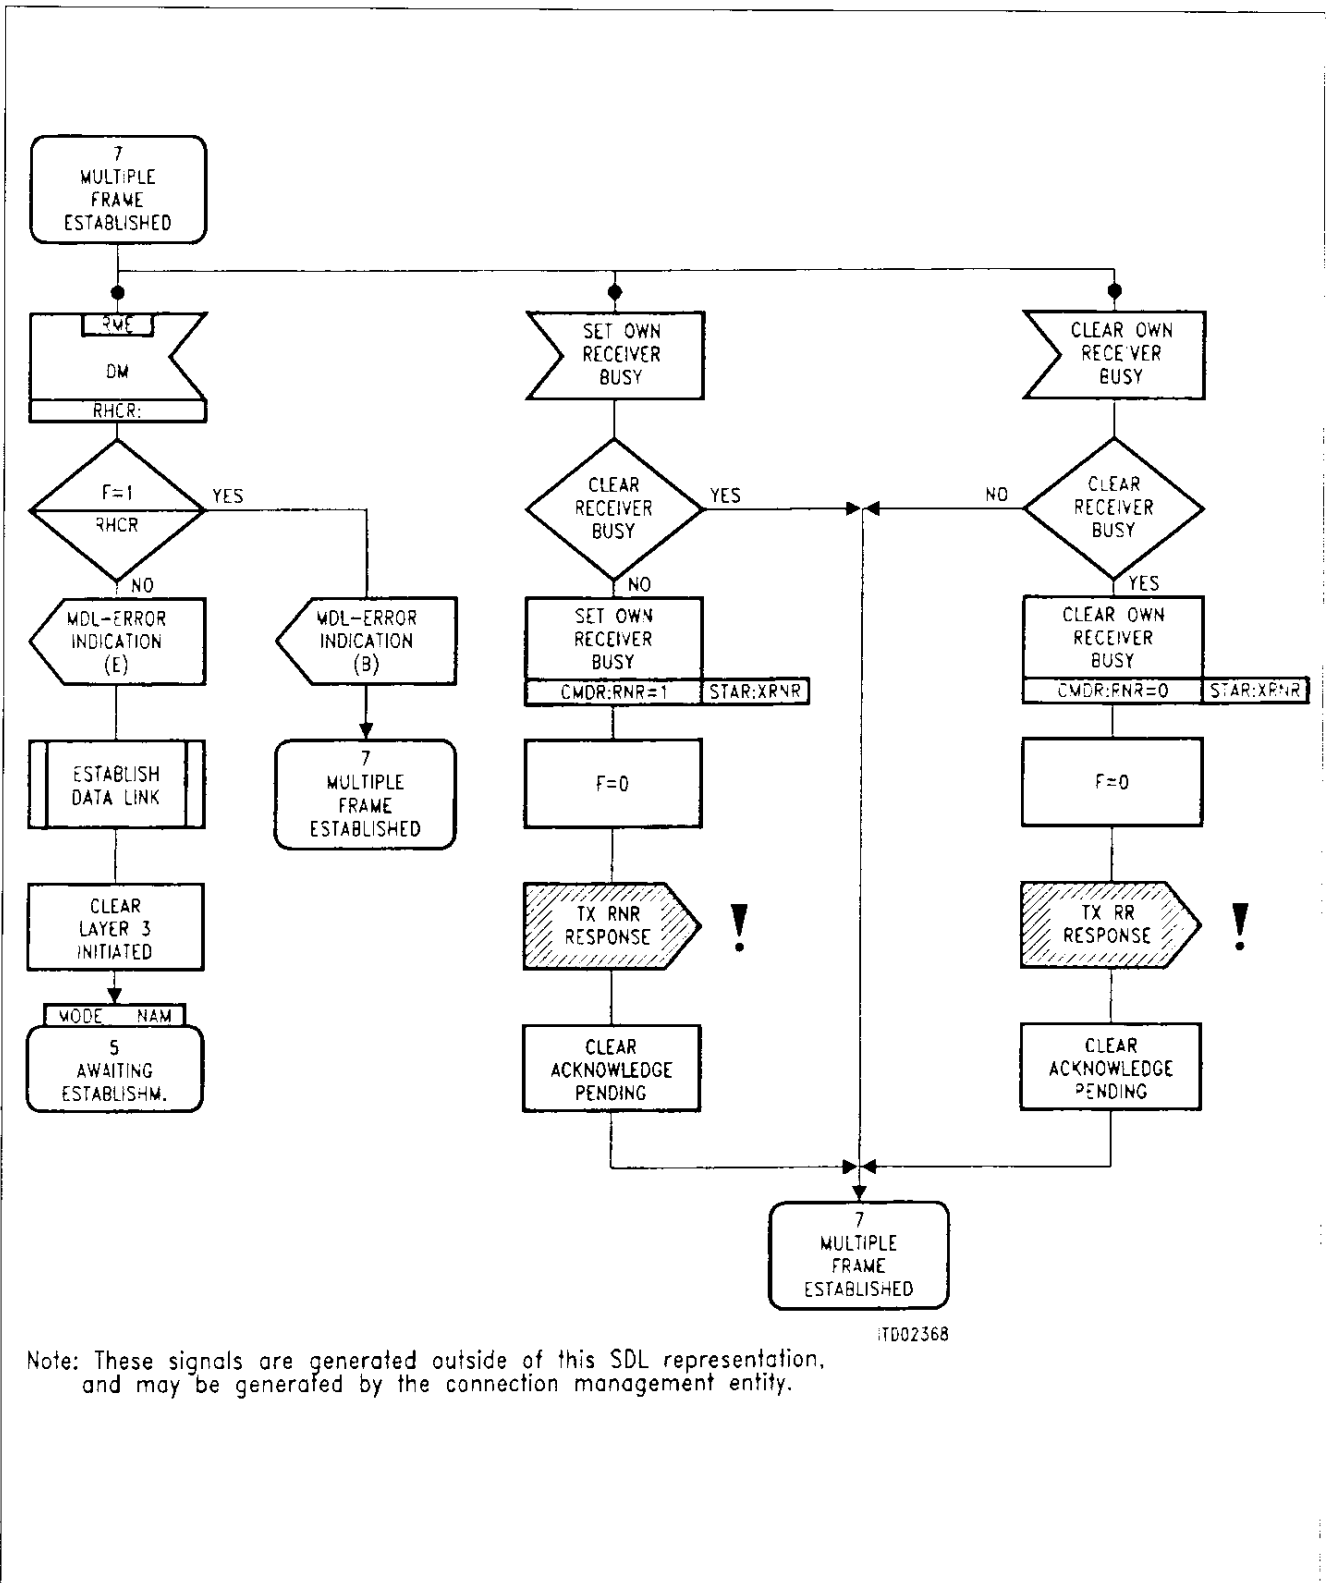 7
MULTIPLE
FRAME
ESTABLISHED
RME
DM
RHCR:
F=1
RHCR
YES
NO
MDL-ERROR
INDICATION
(E)
ESTABLISH
DATA LINK
CLEAR
LAYER 3
INITIATED
MODE NAM
5
AWAITING
ESTABLISHM.
MDL-ERROR
INDICATION
(B)
7
MULTIPLE
FRAME
ESTABLISHED
SET OWN
RECEIVER
BUSY
CLEAR
RECEIVER
BUSY
YES
NO
SET OWN
RECEIVER
BUSY
CMDR:RNR=1 STAR:XRNR
F=0
TX RNR
RESPONSE
!
CLEAR
ACKNOWLEDGE
PENDING
CLEAR OWN
RECEIVER
BUSY
NO
CLEAR
RECEIVER
BUSY
YES
CLEAR OWN
RECEIVER
BUSY
CMDR:RNR=0 STAR:XRNR
F=0
TX RR
RESPONSE
!
CLEAR
ACKNOWLEDGE
PENDING
7
MULTIPLE
FRAME
ESTABLISHED
ITD02368
Note: These signals are generated outside of this SDL representation,
and may be generated by the connection management entity.